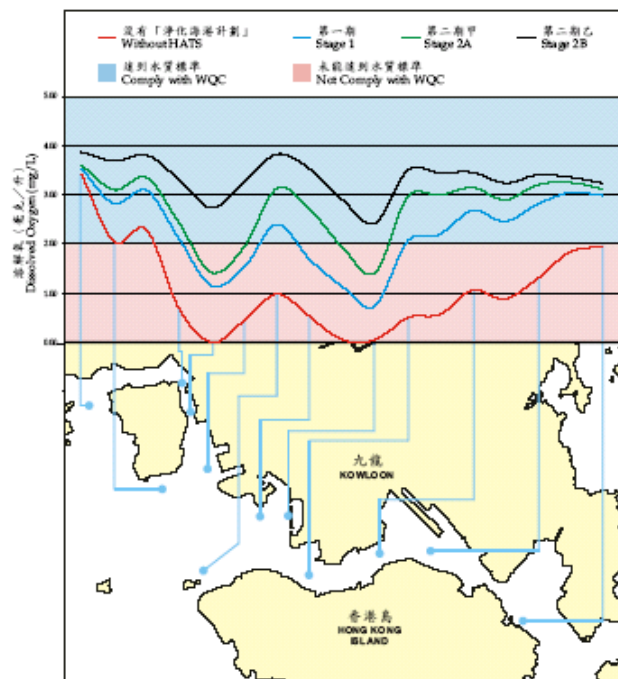 沒有「淨化海港計劃」
Without HATS
第一期
Stage 1
第二期甲
Stage 2A
第二期乙
Stage 2B
達到水質標準
Comply with WQC
未能達到水質標準
Not Comply with WQC
溶解氧（毫克／升）
Dissolved Oxygen (mg/L)
5.00
4.00
3.00
2.00
1.00
0.00
九龍
KOWLOON
香港島
HONG KONG
ISLAND